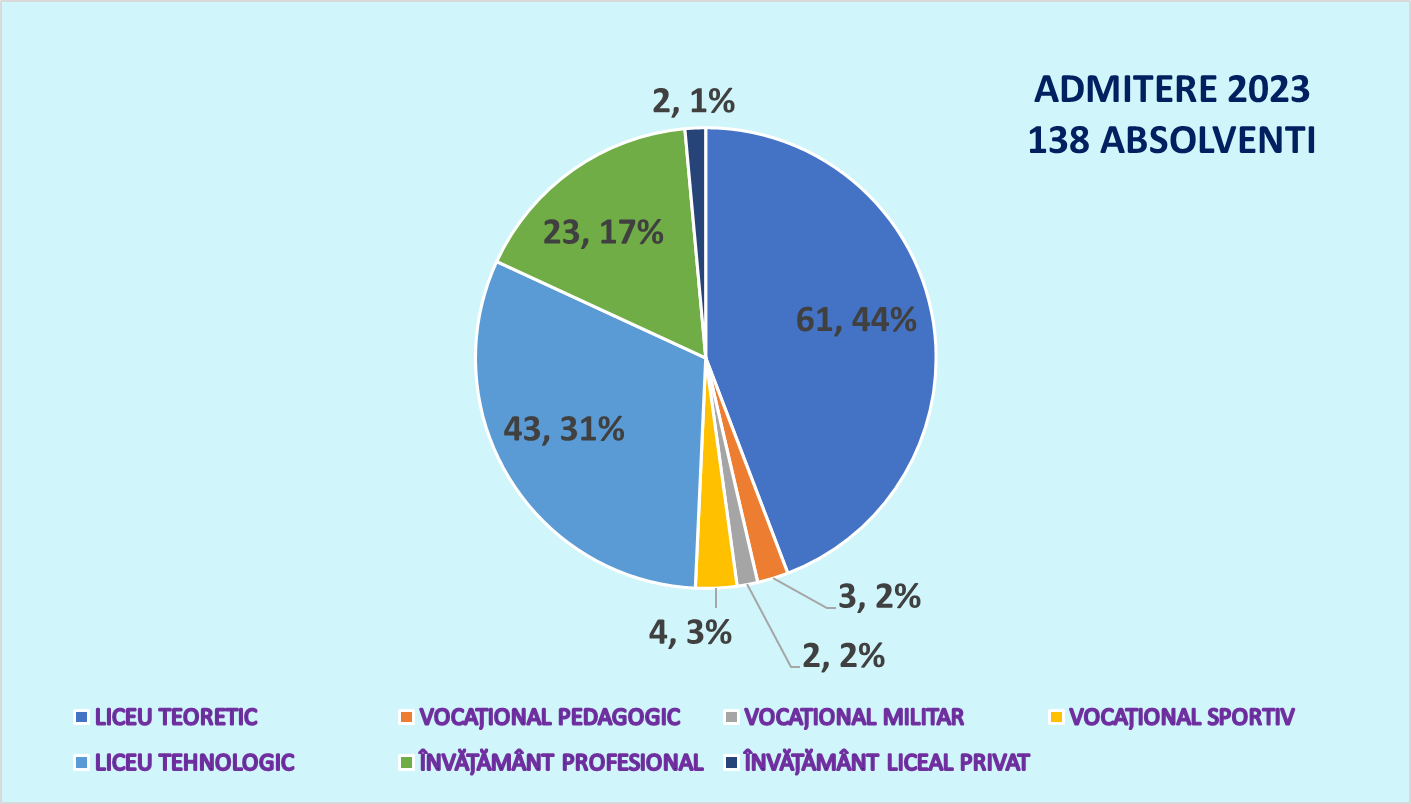 ADMITERE 2023
138 ABSOLVENTI
2, 1%
23, 17%
61, 44%
43, 31%
3, 2%
4, 3%
2, 2%
LICEU TEORETIC
VOCAȚIONAL PEDAGOGIC
VOCAȚIONAL MILITAR
VOCAȚIONAL SPORTIV
LICEU TEHNOLOGIC
ÎNVĂȚĂMÂNT PROFESIONAL
ÎNVĂȚĂMÂNT LICEAL PRIVAT